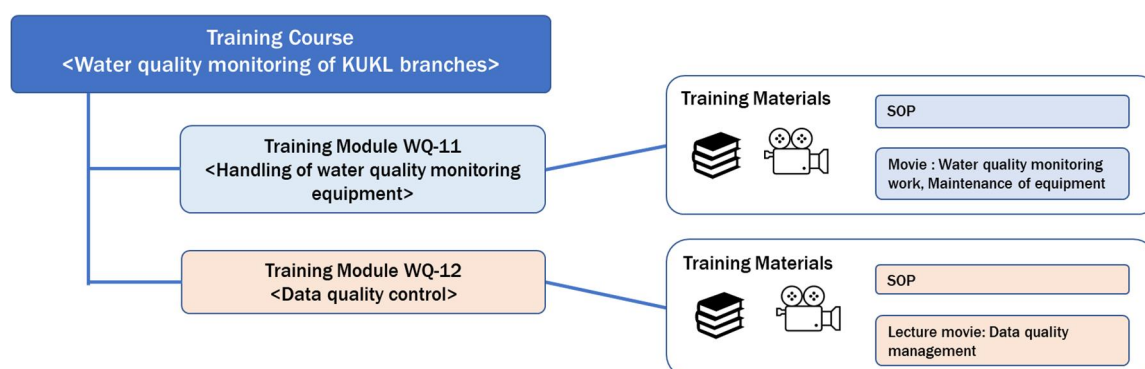 Training Course
<Water quality monitoring of KUKL branches>
Training Module WQ-11
<Handling of water quality monitoring
equipment>
Training Materials
SOP
Movie : Water quality monitoring
work, Maintenance of equipment
Training Module WQ-12
<Data quality control>
Training Materials
SOP
Lecture movie: Data quality
management